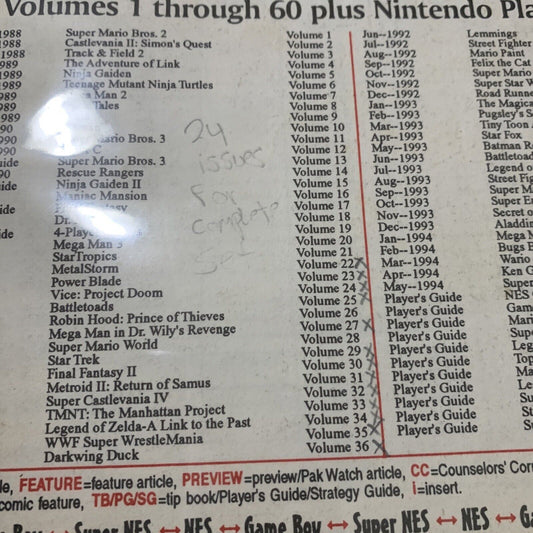 Volumes 1 through 60 plus Nintendo Pla
1988
1988
1988
989
989
1989
989
1989
1989
90
990
990
uide
ide
de
Super Mario Bros. 2
Castlevania II: Simon's Quest
Track & Field 2
The Adventure of Link
Ninja Gaiden
Teenage Mutant Ninja Turtles
Man 2
Tales
Mario Bros. 3
C
Super Mario Bros. 3
Rescue Rangers
Ninja Gaiden II
Maniac Mansion
Dr.
4-Play
Mega Man 3
StarTropics
MetalStorm
Power Blade
Vice: Project Doom
Battletoads
Robin Hood: Prince of Thieves
Mega Man in Dr. Wily's Revenge
Super Mario World
Star Trek
Final Fantasy II
Metroid II: Return of Samus
Super Castlevania IV
TMNT: The Manhattan Project
Legend of Zelda-A Link to the Past
WWF Super WrestleMania
Darkwing Duck
24
issues
For
complete
set
Volume 1
Volume 2
Volume 3
Volume 4
Volume 5
Volume 6
Volume 7
Volume 8
Volume 9
Volume 10
Volume 11
Volume 12
Volume 13
Volume 14
Volume 15
Volume 16
Volume 17
Volume 18
Volume 19
Volume 20
Volume 21
Volume 22 x
Volume 23 x
Volume 24 x
Volume 25 x
Volume 26
Volume 27 x
Volume 28
Volume 29 x
Volume 30 x
Volume 31 x
Volume 32 x
Volume 33 x
Volume 34 x
Volume 35 x
Volume 36 x
Jun--1992
Jul--1992
Aug--1992
Sep--1992
Oct--1992
Nov--1992
Dec--1992
Jan--1993
Feb--1993
Mar--1993
Apr--1993
May--1993
Jun--1993
Jul--1993
Aug--1993
Sep--1993
Oct--1993
Nov--1993
Dec--1993
Jan--1994
Feb--1994
Mar--1994
Apr--1994
May--1994
Player's Guide
Player's Guide
Player's Guide
Player's Guide
Player's Guide
Player's Guide
Player's Guide
Player's Guide
Player's Guide
Player's Guide
Player's Guide
Lemmings
Street Fighter
Mario Paint
Felix the Cat
Super Mario
Super Star W
Road Runne
The Magica
Pugsley's S
Tiny Toon
Star Fox
Batman R
Battletoad
Legend o
Street Fig
Super M
Super E
Secret o
Aladdin
Mega M
Bugs B
Wario
Ken G
Super
NES
Gam
Mari
Sup
Leg
Top
Ma
Le
Su
S
S
le, FEATURE=feature article, PREVIEW=preview/Pak Watch article, CC=Counselors' Cor
comic feature, TB/PG/SG=tip book/Player's Guide/Strategy Guide, i=insert.
Boy ↔ Super NES ↔ NES ↔ Game Boy ↔ Super NES ↔ NES ↔ Ga